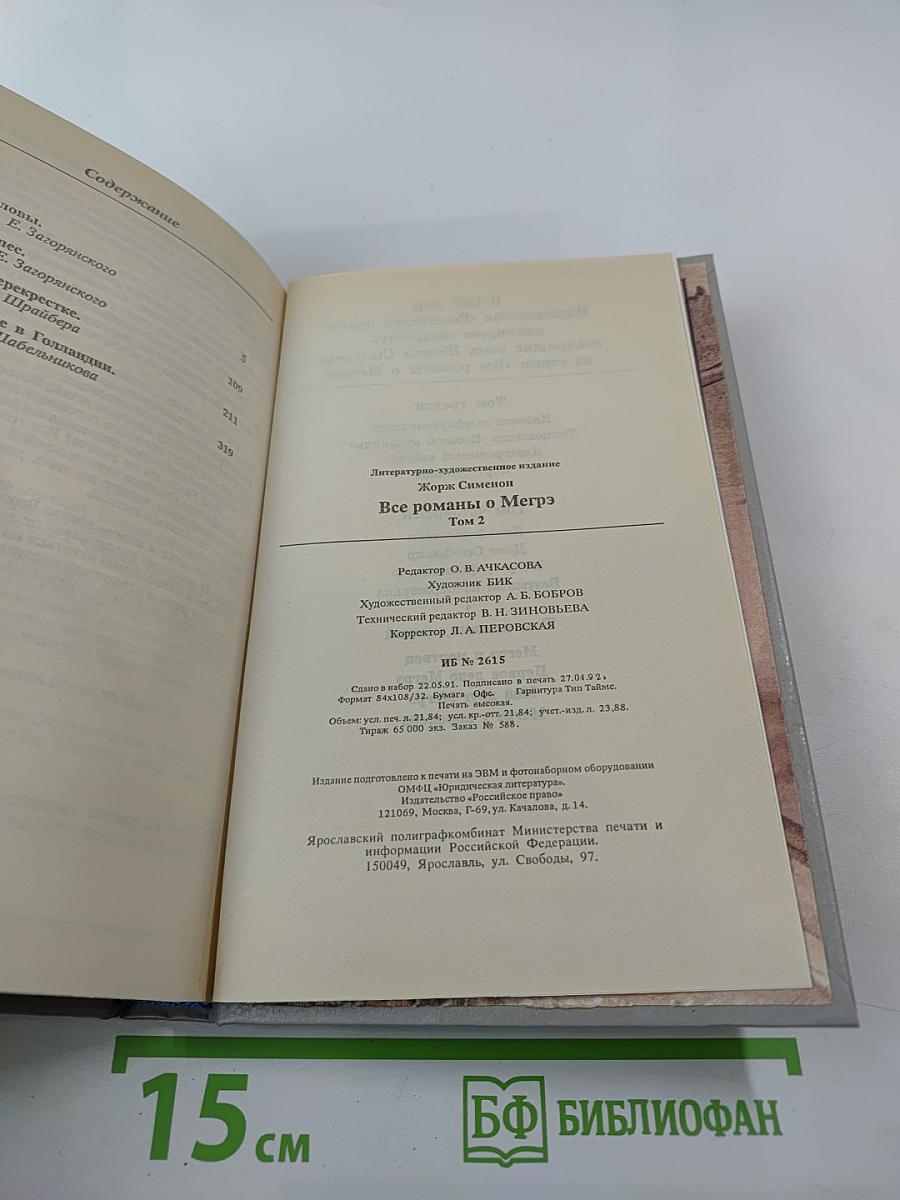 Содержание
ловы.
Е. Загорянского
5
пес.
Е. Загорянского
109
ерекрестке.
Шрайбера
211
е в Голландии.
Цабельникова
319
Литературно-художественное издание
Жорж Сименон
Все романы о Мегрэ
Том 2
Редактор О. В. АЧКАСОВА
Художник БИК
Художественный редактор А. Б. БОБРОВ
Технический редактор В. Н. ЗИНОВЬЕВА
Корректор Л. А. ПЕРОВСКАЯ
ИБ № 2615
Сдано в набор 22.05.91. Подписано в печать 27.04.92.
Формат 84х108/32. Бумага Офс. Гарнитура Тип Таймс.
Печать высокая.
Объем: усл. печ. л. 21,84; усл. кр.-отт. 21,84; учет.-изд. л. 23,88.
Тираж 65 000 экз. Заказ № 588.
Издание подготовлено к печати на ЭВМ и фотонаборном оборудовании
ОМФЦ «Юридическая литература».
Издательство «Российское право»
121069, Москва, Г-69, ул. Качалова, д. 14.
Ярославский полиграфкомбинат Министерства печати и
информации Российской Федерации.
150049, Ярославль, ул. Свободы, 97.
15 см
БФ БИБЛИОФАН